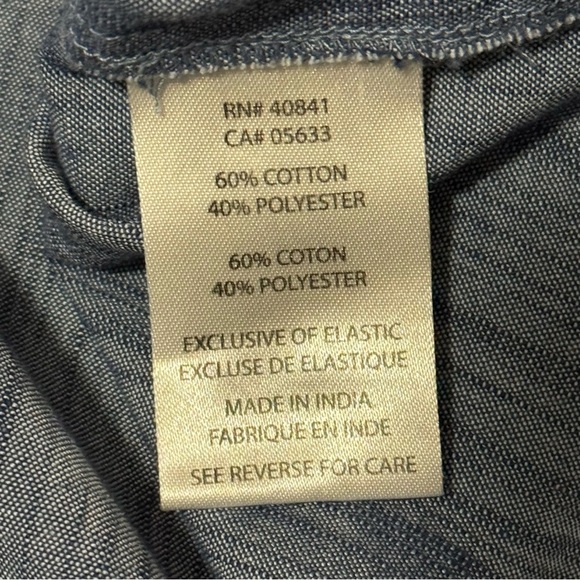 RN# 40841
CA# 05633
60% COTTON
40% POLYESTER
60% COTON
40% POLYESTER
EXCLUSIVE OF ELASTIC
EXCLUSE DE ELASTIQUE
MADE IN INDIA
FABRIQUE EN INDE
SEE REVERSE FOR CARE